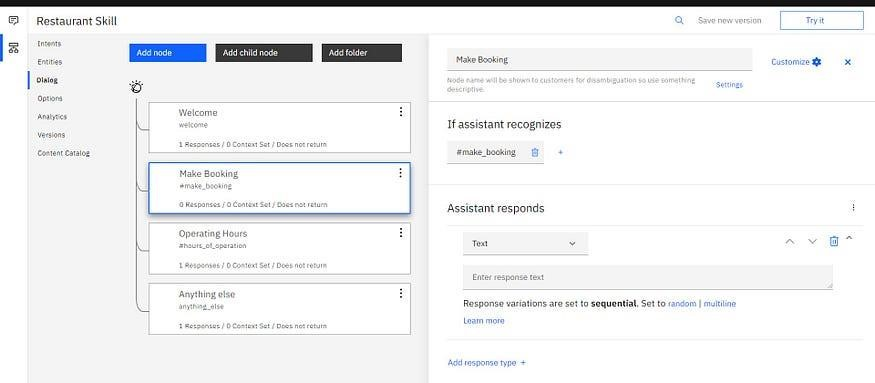 Restaurant Skill
Save new version
Try it
Intents
Entities
Dialog
Options
Analytics
Versions
Content Catalog
Add node
Add child node
Add folder
Welcome
welcome
1 Responses / 0 Context Set / Does not return
Make Booking
#make_booking
0 Responses / 0 Context Set / Does not return
Operating Hours
#hours_of_operation
1 Responses / 0 Context Set / Does not return
Anything else
anything_else
1 Responses / 0 Context Set / Does not return
Make Booking
Customize
Node name will be shown to customers for disambiguation so use something
descriptive.
Settings
If assistant recognizes
#make_booking
Assistant responds
Text
Enter response text
Response variations are set to sequential. Set to random | multiline
Learn more
Add response type +